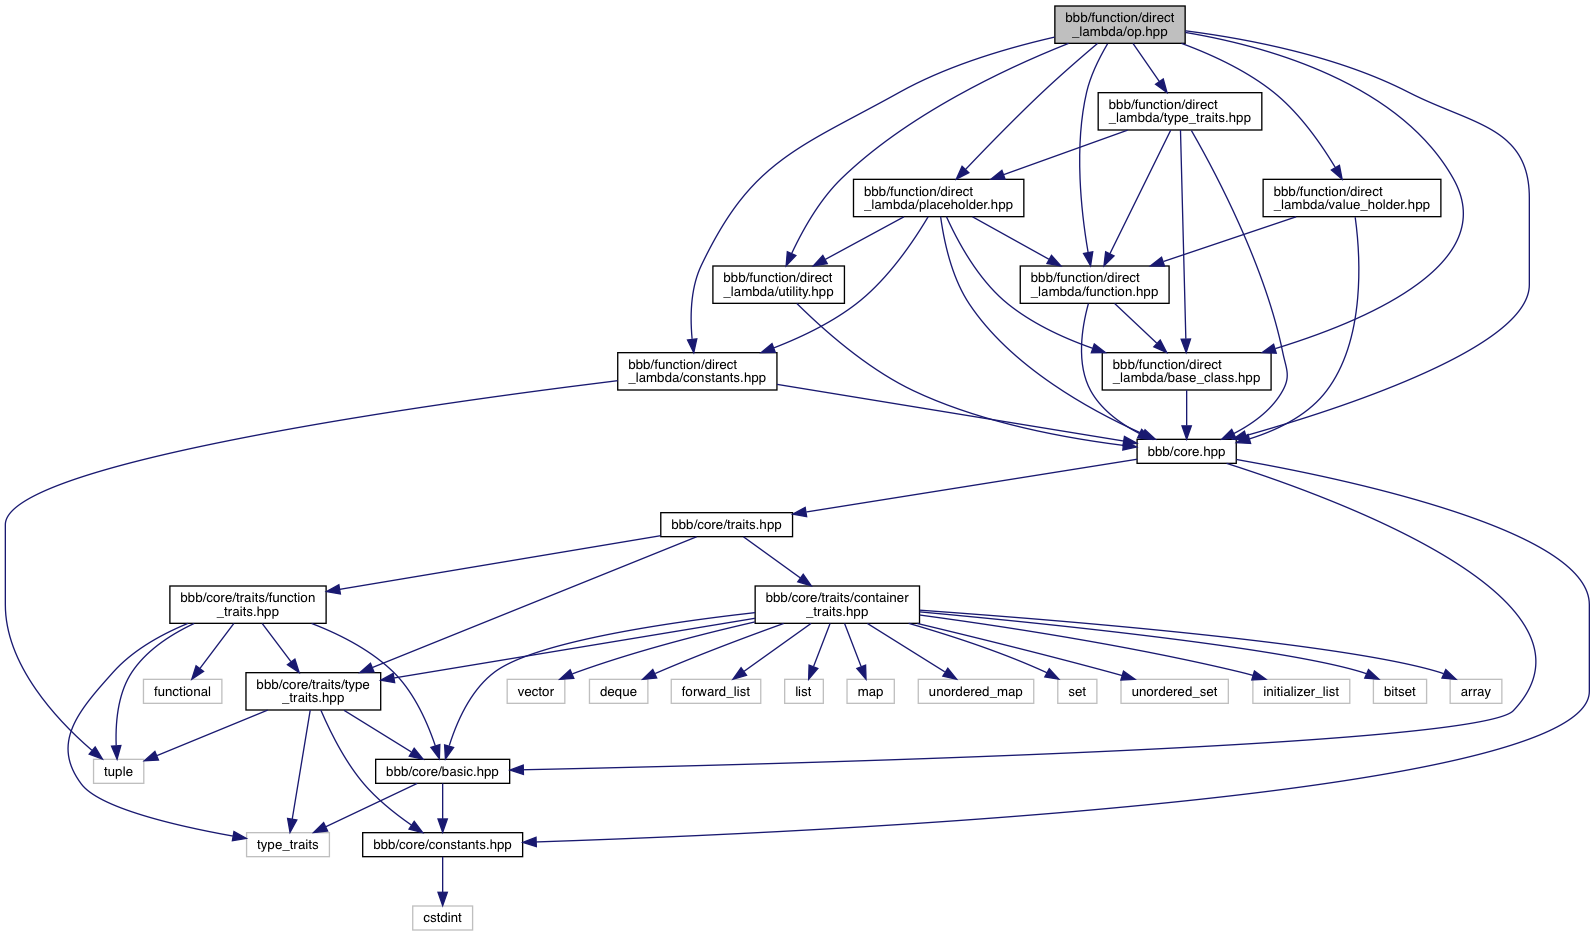 bbb/function/direct
_lambda/op.hpp
bbb/function/direct
_lambda/type_traits.hpp
bbb/function/direct
_lambda/placeholder.hpp
bbb/function/direct
_lambda/value_holder.hpp
bbb/function/direct
_lambda/utility.hpp
bbb/function/direct
_lambda/function.hpp
bbb/function/direct
_lambda/constants.hpp
bbb/function/direct
_lambda/base_class.hpp
bbb/core.hpp
bbb/core/traits.hpp
bbb/core/traits/function
_traits.hpp
bbb/core/traits/container
_traits.hpp
functional
bbb/core/traits/type
_traits.hpp
vector
deque
forward_list
list
map
unordered_map
set
unordered_set
initializer_list
bitset
array
tuple
bbb/core/basic.hpp
type_traits
bbb/core/constants.hpp
cstdint